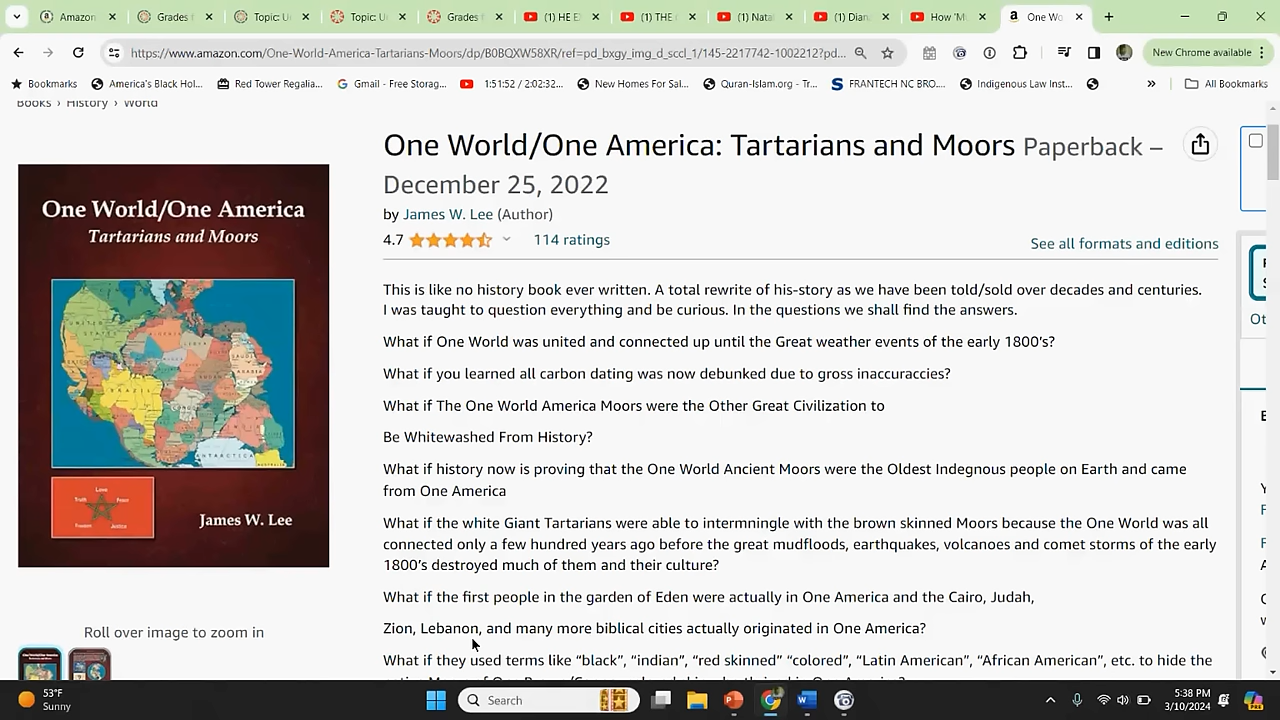 Amazon
Grades f
Topic: Ur
Topic: U
Grades f
(1) HE E
(1) THE
(1) Nata
(1) Dian
How 'M
One Wo
https://www.amazon.com/One-World-America-Tartarians-Moors/dp/B0BQXW58XR/ref=pd_bxgy_img_d_sccl_1/145-2217742-1002212?pd...
New Chrome available
Bookmarks
America's Black Hol...
Red Tower Regalia...
Gmail - Free Storag...
1:51:52 / 2:02:32...
New Homes For Sal...
Quran-Islam.org - Tr...
FRANTECH NC BRO...
Indigenous Law Inst...
All Bookmarks
Books › History › World
One World/One America: Tartarians and Moors Paperback –
December 25, 2022
by James W. Lee (Author)
4.7 114 ratings
See all formats and editions
One World/One America
Tartarians and Moors
Love
Truth Peace
Freedom Justice
James W. Lee
This is like no history book ever written. A total rewrite of his-story as we have been told/sold over decades and centuries.
I was taught to question everything and be curious. In the questions we shall find the answers.
What if One World was united and connected up until the Great weather events of the early 1800's?
What if you learned all carbon dating was now debunked due to gross inaccuraccies?
What if The One World America Moors were the Other Great Civilization to
Be Whitewashed From History?
What if history now is proving that the One World Ancient Moors were the Oldest Indegnous people on Earth and came
from One America
What if the white Giant Tartarians were able to intermningle with the brown skinned Moors because the One World was all
connected only a few hundred years ago before the great mudfloods, earthquakes, volcanoes and comet storms of the early
1800's destroyed much of them and their culture?
What if the first people in the garden of Eden were actually in One America and the Cairo, Judah,
Zion, Lebanon, and many more biblical cities actually originated in One America?
What if they used terms like “black”, “indian”, “red skinned” “colored”, “Latin American”, “African American”, etc. to hide the
Roll over image to zoom in
53°F
Sunny
Search
5:38 PM
3/10/2024